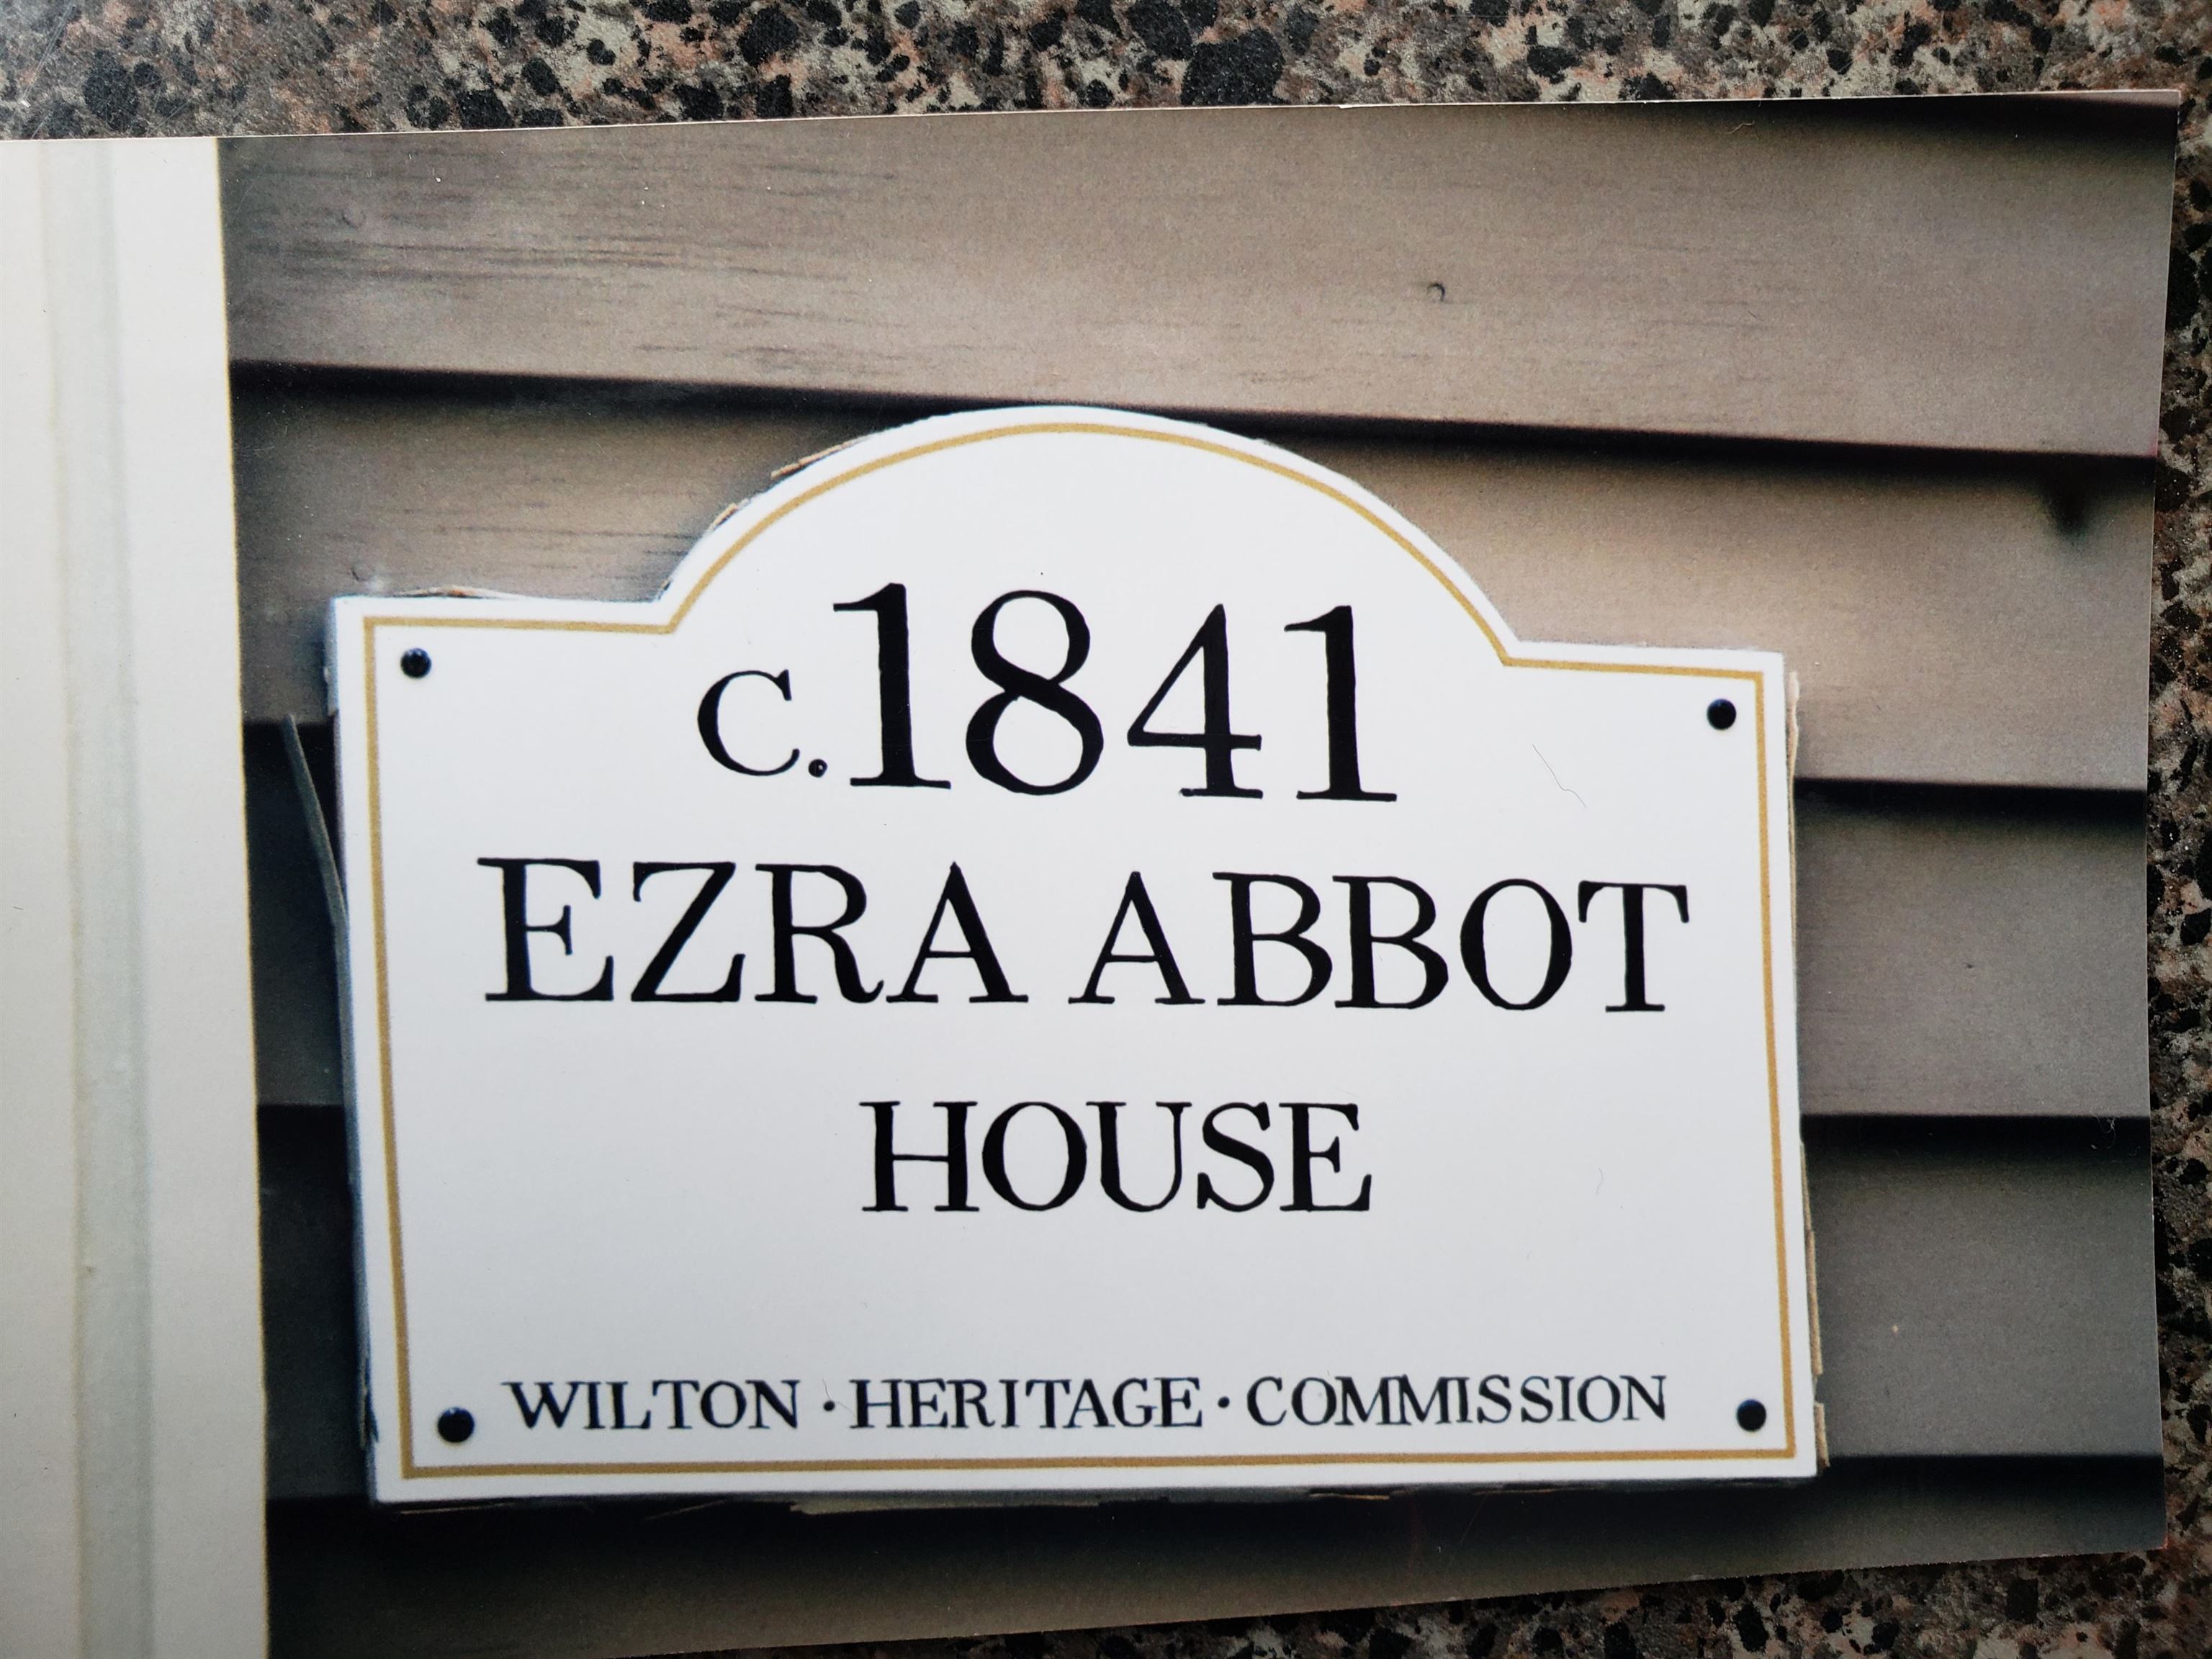 c.1841
EZRA ABBOT
HOUSE
WILTON · HERITAGE · COMMISSION